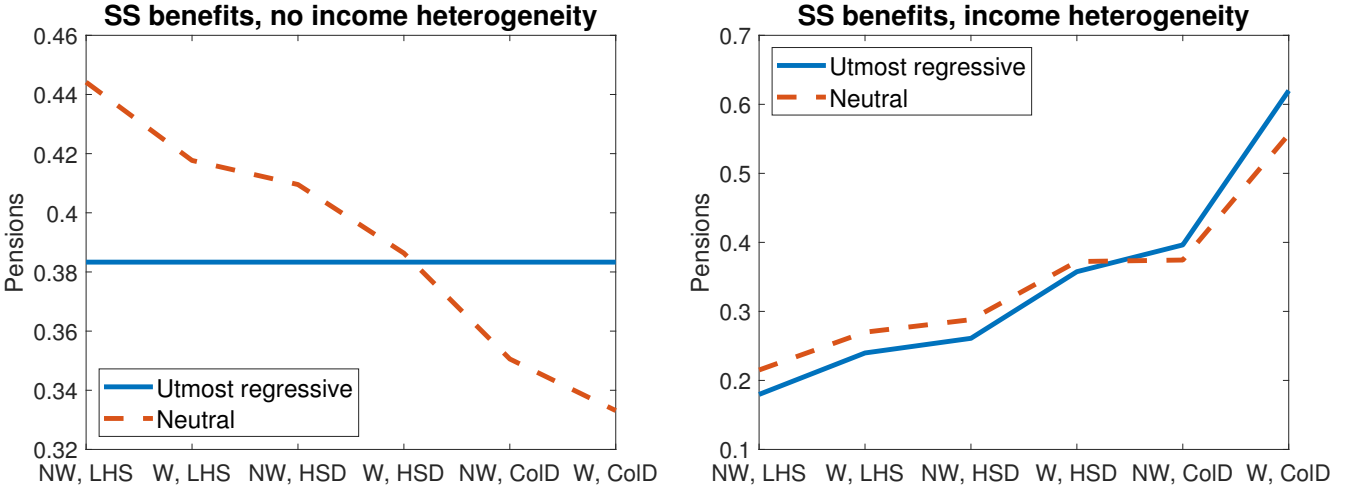 SS benefits, no income heterogeneity
0.46
0.44
0.42
0.4
0.38
0.36
0.34
0.32
Pensions
Utmost regressive
Neutral
NW, LHS W, LHS NW, HSD W, HSD NW, ColD W, ColD
SS benefits, income heterogeneity
0.7
0.6
0.5
0.4
0.3
0.2
0.1
Pensions
Utmost regressive
Neutral
NW, LHS W, LHS NW, HSD W, HSD NW, ColD W, ColD